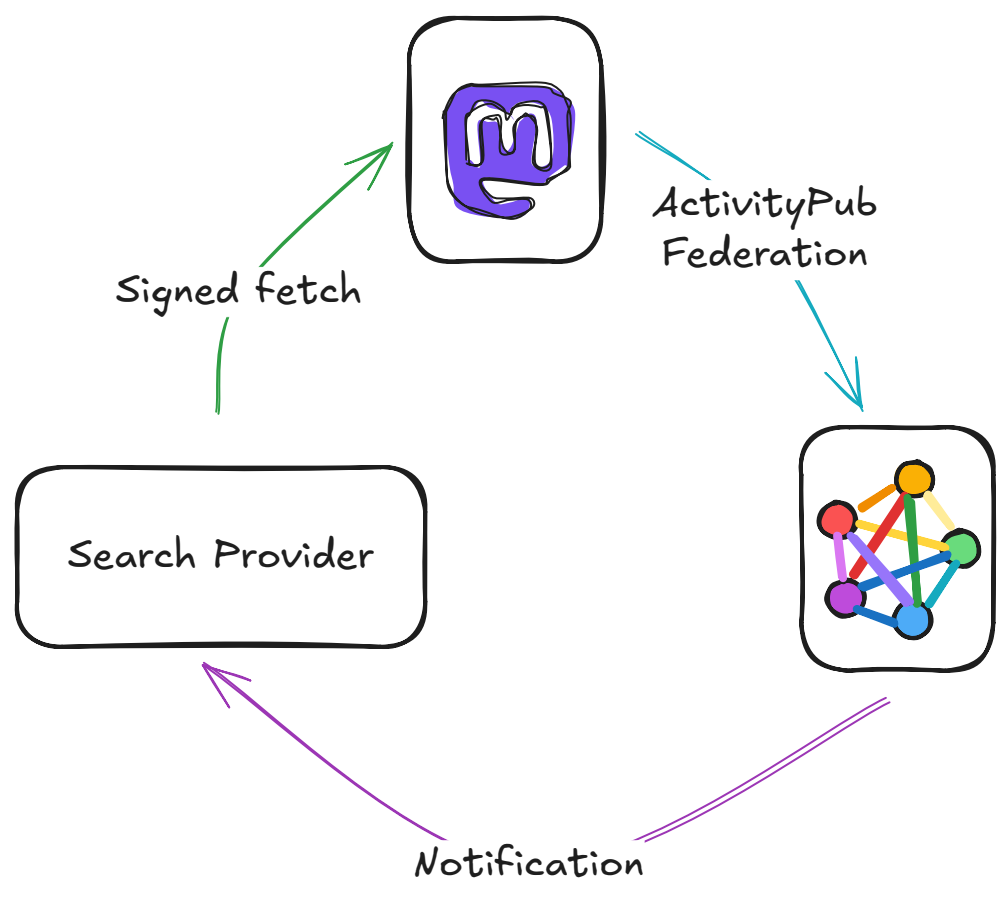 ActivityPub
Federation
Signed fetch
Search Provider
Notification